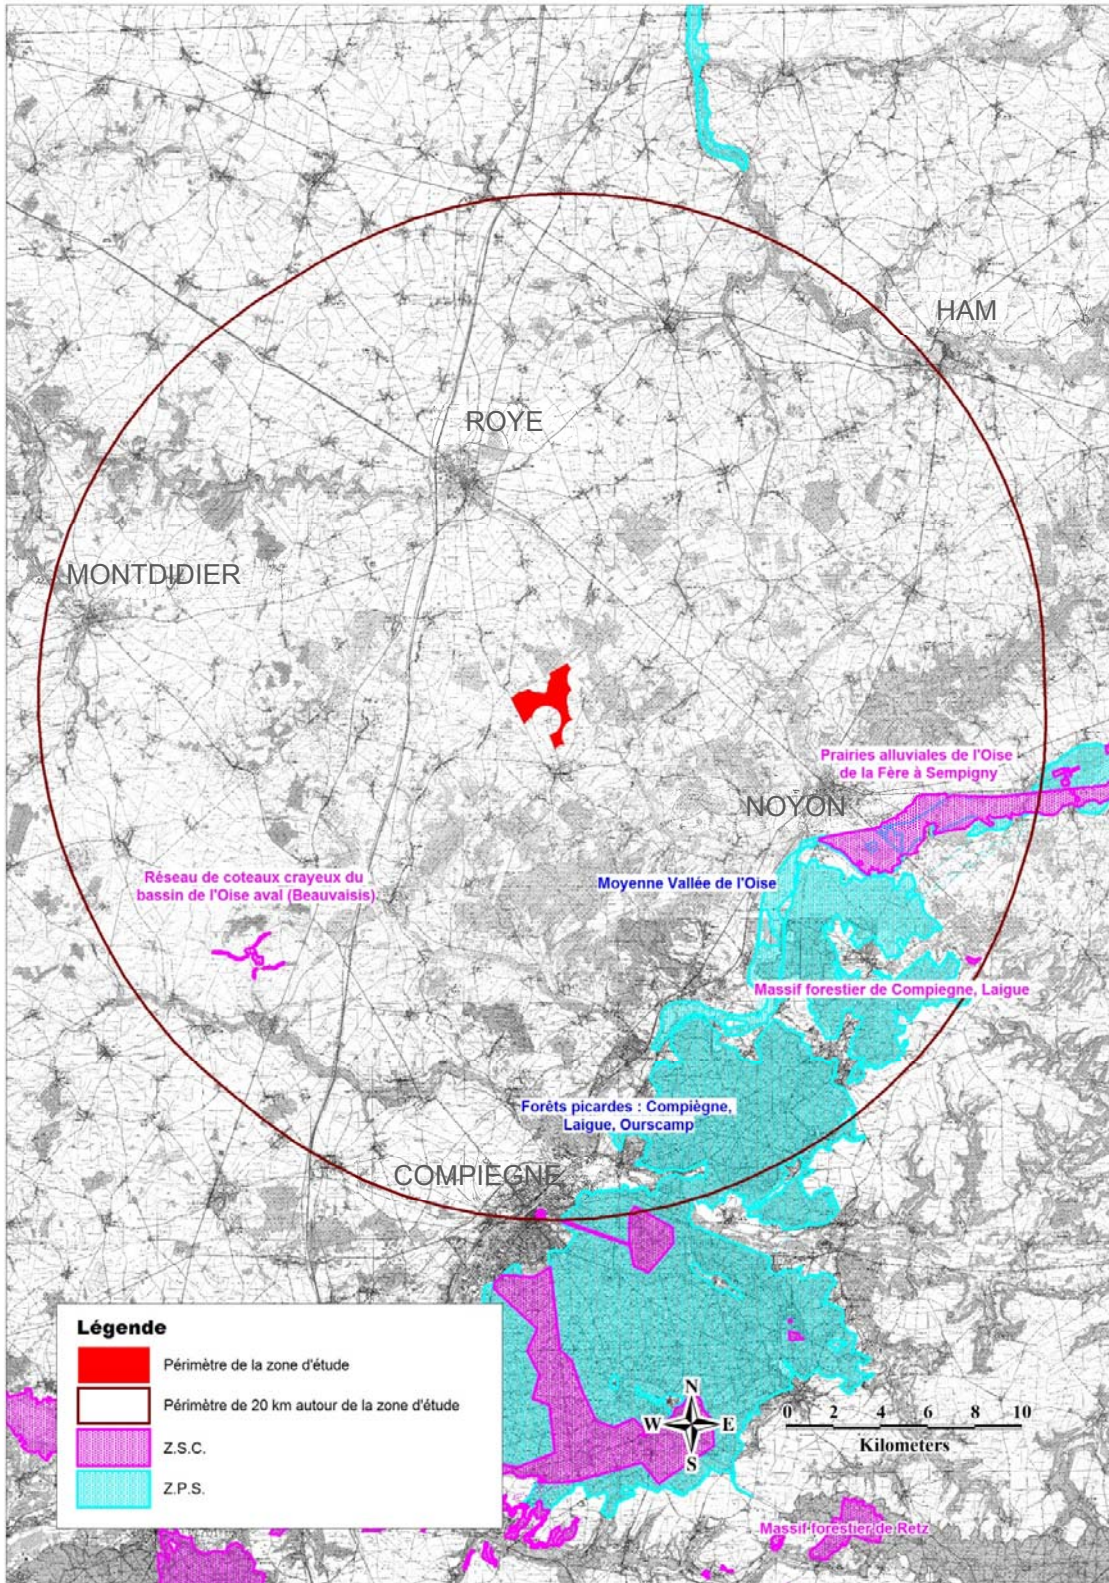 HAM
ROYE
MONTDIDIER
Prairies alluviales de l'Oise
de la Fère à Sempigny
NOYON
Réseau de coteaux crayeux du
bassin de l'Oise aval (Beauvaisis)
Moyenne Vallée de l'Oise
Massif forestier de Compiegne, Laigue
Forêts picardes : Compiègne,
Laigue, Ourscamp
COMPIEGNE
Légende
Périmètre de la zone d'étude
Périmètre de 20 km autour de la zone d'étude
Z.S.C.
Z.P.S.
N
W E
S
0 2 4 6 8 10
Kilometers
Massif forestier de Retz